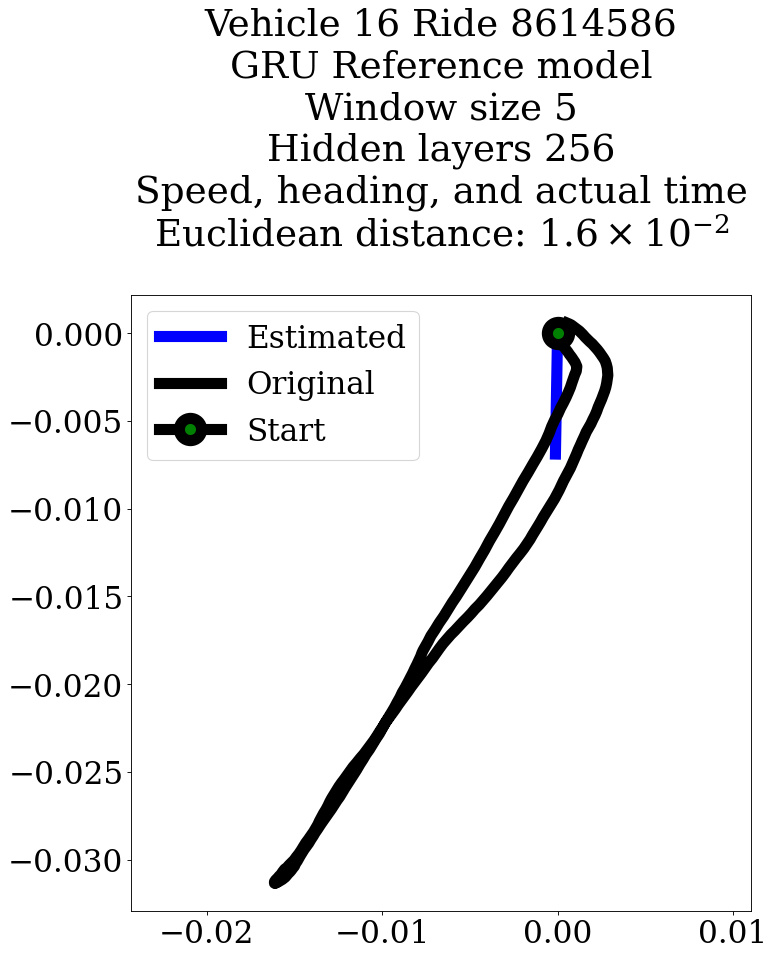 Vehicle 16 Ride 8614586
GRU Reference model
Window size 5
Hidden layers 256
Speed, heading, and actual time
Euclidean distance: 1.6 × 10⁻²
Estimated
Original
Start
0.000
−0.005
−0.010
−0.015
−0.020
−0.025
−0.030
−0.02 −0.01 0.00 0.01